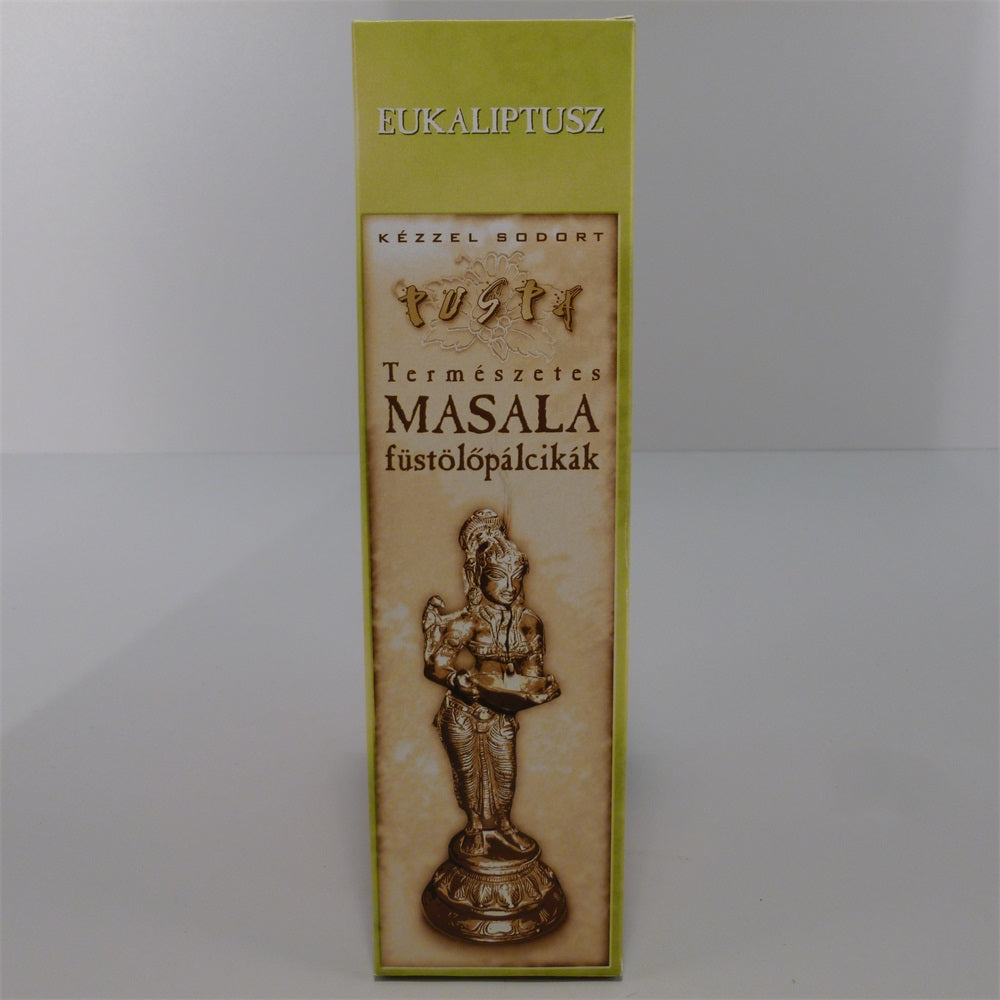 EUKALIPTUSZ
KÉZZEL SODORT
PUSPA
Természetes
MASALA
füstölőpálcikák